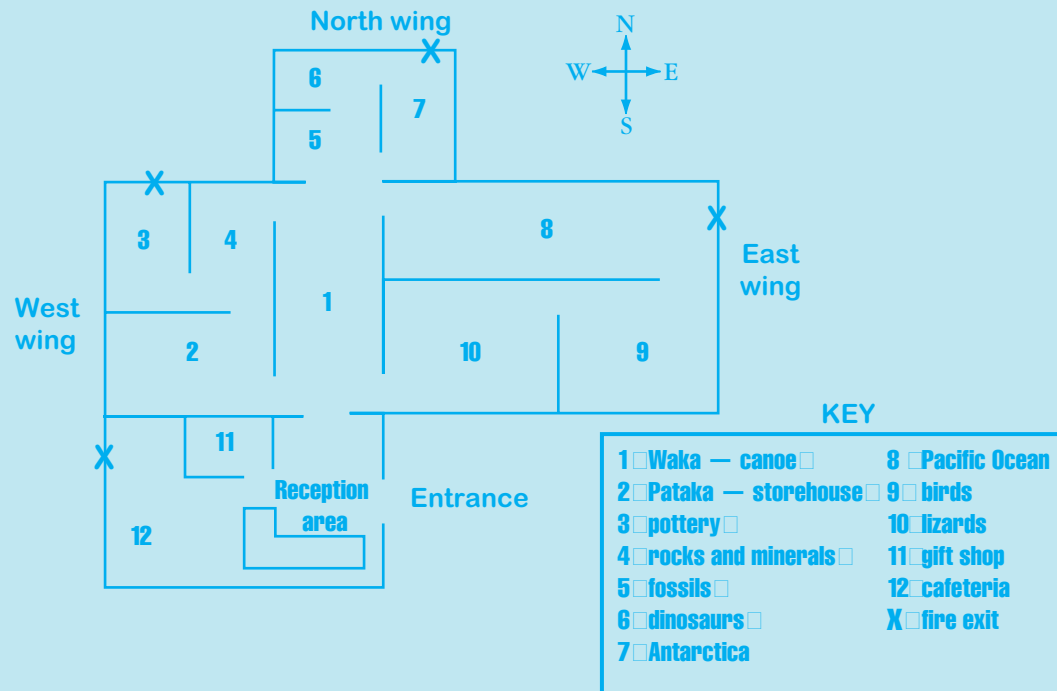 North wing
N
W E
S
6
7
5
3
4
8
East
wing
1
West
wing
2
10
9
11
Reception
area
Entrance
12
KEY
1 □ Waka — canoe □
2 □ Pataka — storehouse □
3 □ pottery □
4 □ rocks and minerals □
5 □ fossils □
6 □ dinosaurs □
7 □ Antarctica
8 □ Pacific Ocean
9 □ birds
10 □ lizards
11 □ gift shop
12 □ cafeteria
X □ fire exit
X
X
X
X